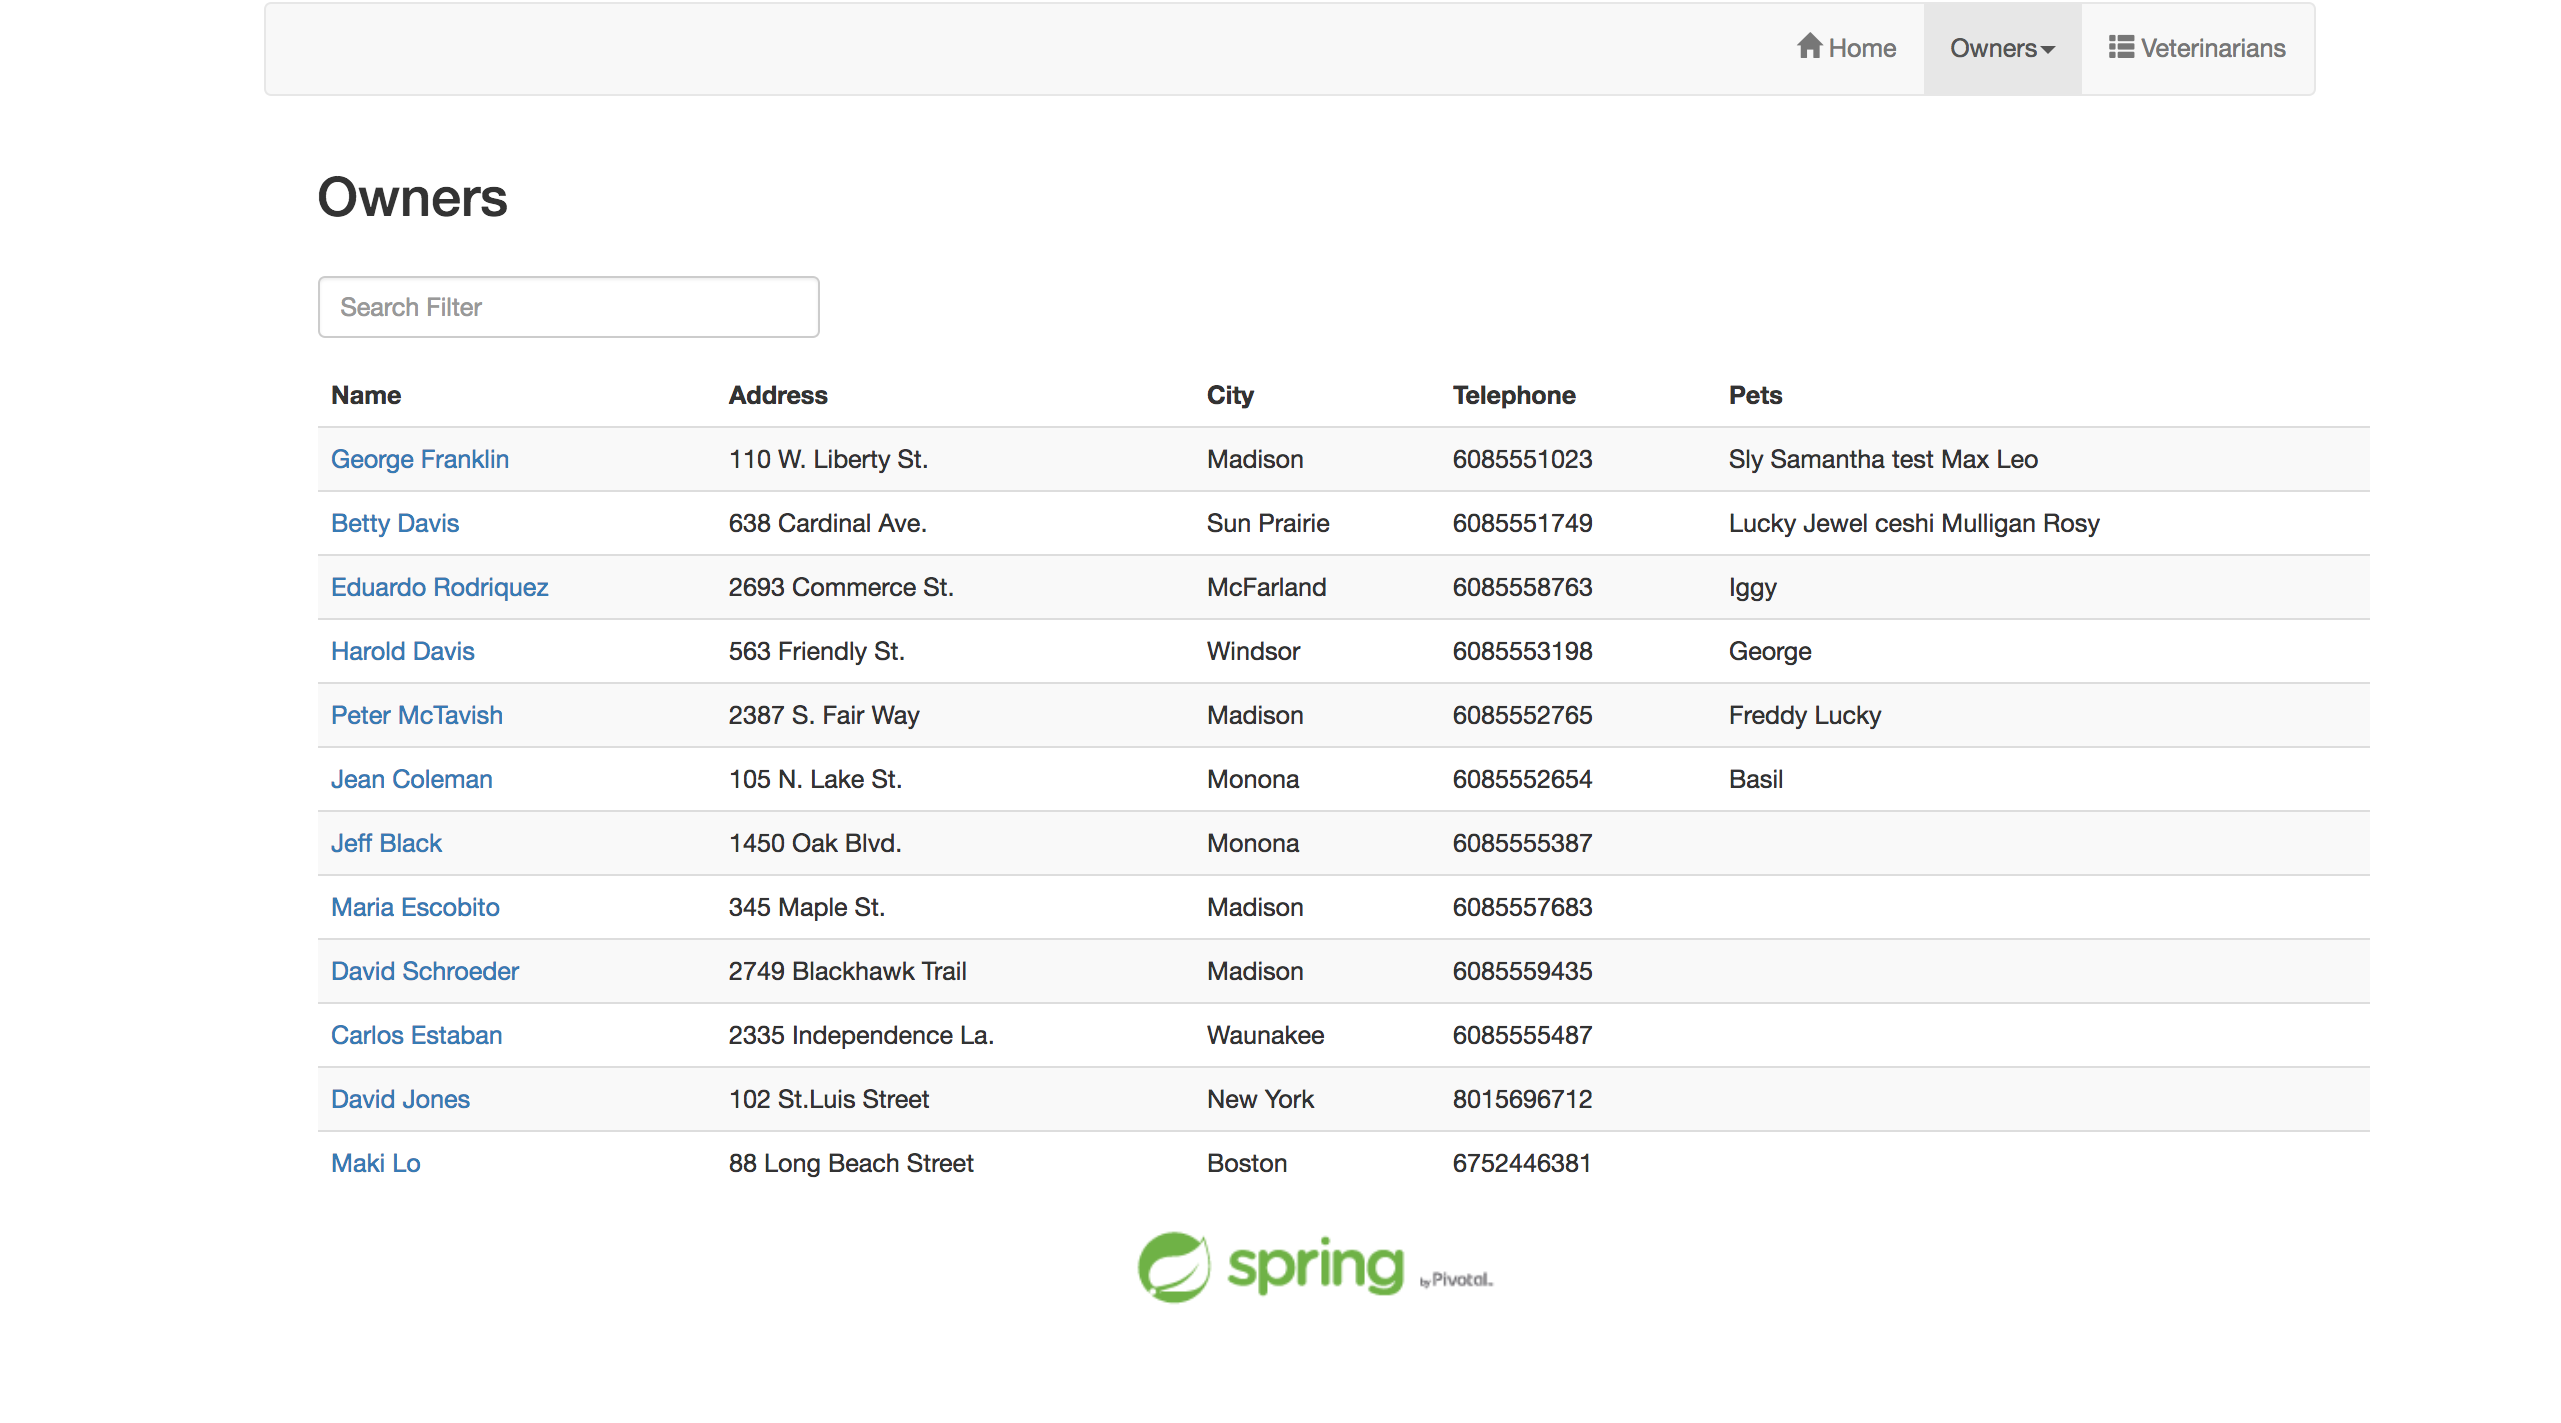 Home Owners Veterinarians
Owners
Search Filter
Name Address City Telephone Pets
George Franklin 110 W. Liberty St. Madison 6085551023 Sly Samantha test Max Leo
Betty Davis 638 Cardinal Ave. Sun Prairie 6085551749 Lucky Jewel ceshi Mulligan Rosy
Eduardo Rodriquez 2693 Commerce St. McFarland 6085558763 Iggy
Harold Davis 563 Friendly St. Windsor 6085553198 George
Peter McTavish 2387 S. Fair Way Madison 6085552765 Freddy Lucky
Jean Coleman 105 N. Lake St. Monona 6085552654 Basil
Jeff Black 1450 Oak Blvd. Monona 6085555387
Maria Escobito 345 Maple St. Madison 6085557683
David Schroeder 2749 Blackhawk Trail Madison 6085559435
Carlos Estaban 2335 Independence La. Waunakee 6085555487
David Jones 102 St.Luis Street New York 8015696712
Maki Lo 88 Long Beach Street Boston 6752446381
spring by Pivotal